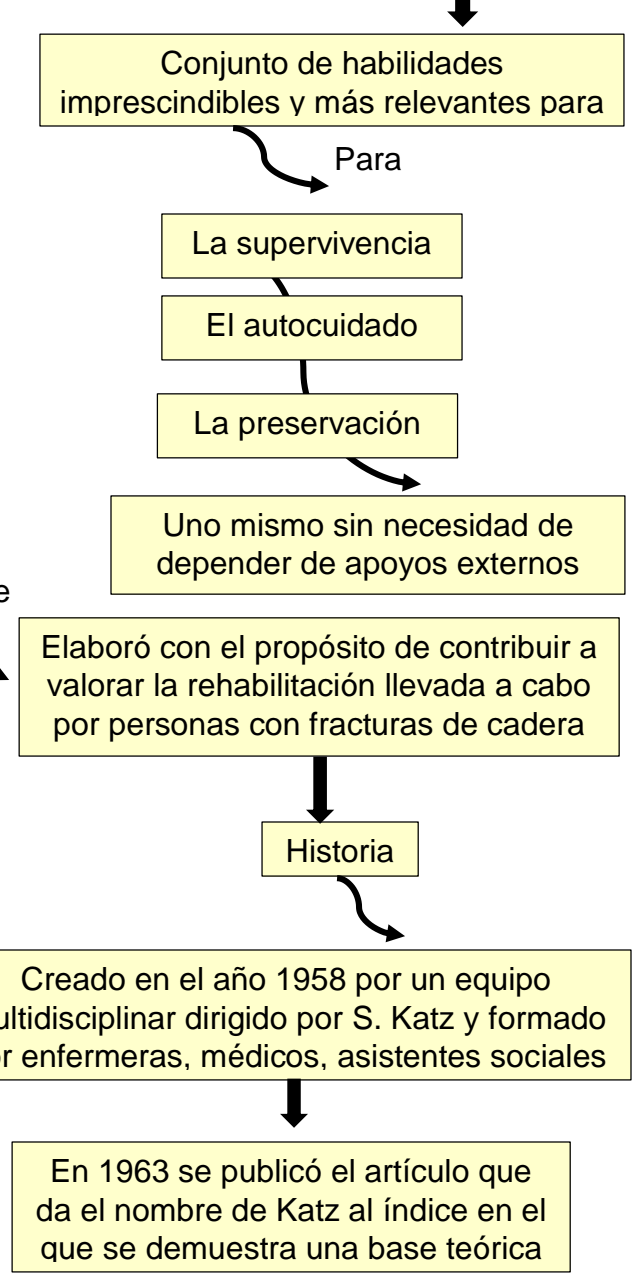 Conjunto de habilidades
imprescindibles y más relevantes para
Para
La supervivencia
El autocuidado
La preservación
Uno mismo sin necesidad de
depender de apoyos externos
e
Elaboró con el propósito de contribuir a
valorar la rehabilitación llevada a cabo
por personas con fracturas de cadera
Historia
Creado en el año 1958 por un equipo
ultidisciplinar dirigido por S. Katz y formado
or enfermeras, médicos, asistentes sociales
En 1963 se publicó el artículo que
da el nombre de Katz al índice en el
que se demuestra una base teórica